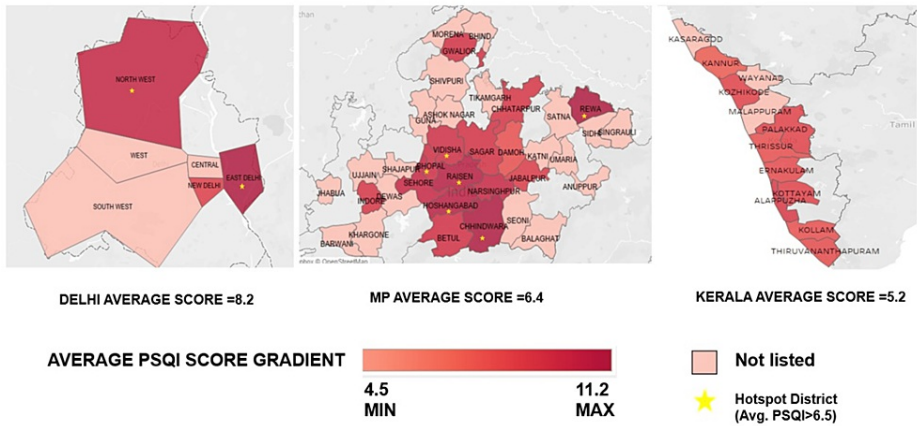 NORTH WEST
WEST
CENTRAL
NEW DELHI
EAST DELHI
SOUTH WEST
MORENA
BHIND
GWALIOR
SHIVPURI
TIKAMGARH
CHHATARPUR
REWA
GUNA
ASHOK NAGAR
SATNA
SIDHI
SINGRAULI
VIDISHA
SAGAR
DAMOH
KATNI
UMARIA
UJJAIN
SHAJAPUR
BHOPAL
RAISEN
JABALPUR
SEHORE
JHABUA
INDORE
DEWAS
NARSINGHPUR
ANUPPUR
HOSHANGABAD
SEONI
KHARGONE
CHHINDWARA
BARWANI
BETUL
BALAGHAT
© OpenStreetMap
KASARAGOD
KANNUR
WAYANAD
KOZHIKODE
MALAPPURAM
PALAKKAD
THRISSUR
ERNAKULAM
KOTTAYAM
ALAPPUZHA
KOLLAM
THIRUVANANTHAPURAM
Tamil
DELHI AVERAGE SCORE =8.2
MP AVERAGE SCORE =6.4
KERALA AVERAGE SCORE =5.2
AVERAGE PSQI SCORE GRADIENT
4.5
MIN
11.2
MAX
Not listed
Hotspot District
(Avg. PSQI>6.5)